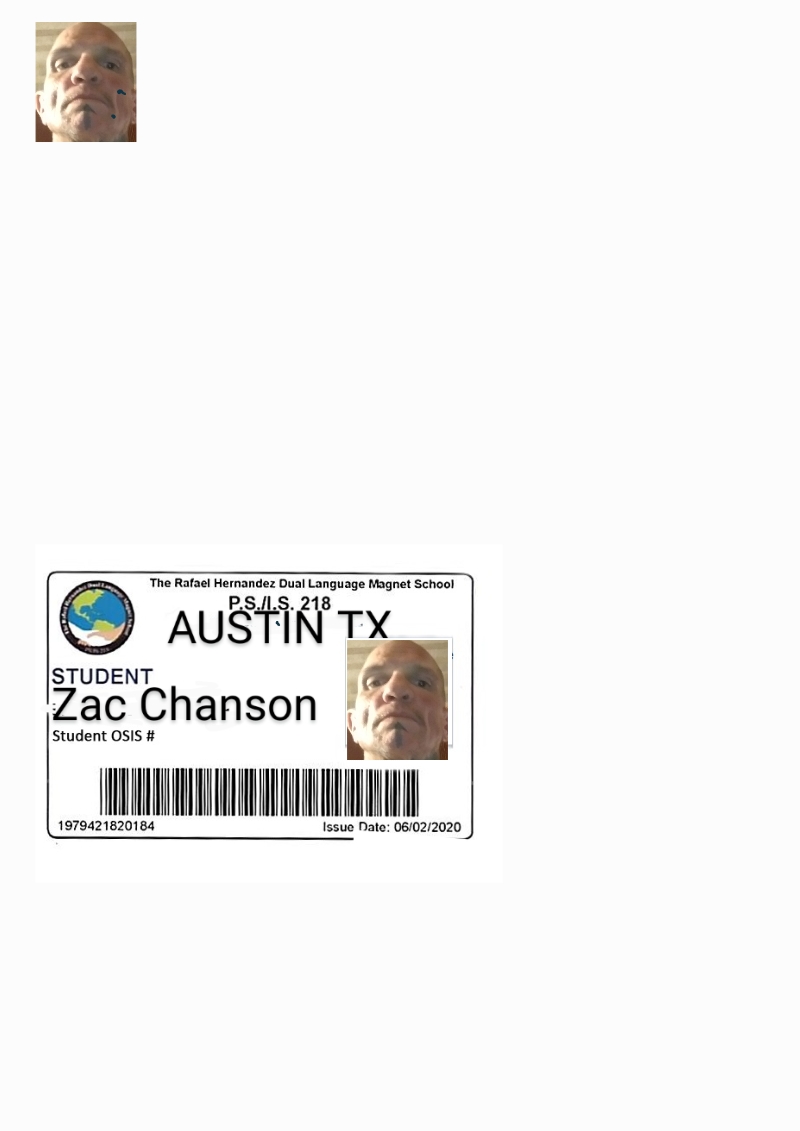 The Rafael Hernandez Dual Language Magnet School
P.S./I.S. 218
AUSTIN TX
STUDENT
Zac Chanson
Student OSIS #
1979421820184
Issue Date: 06/02/2020